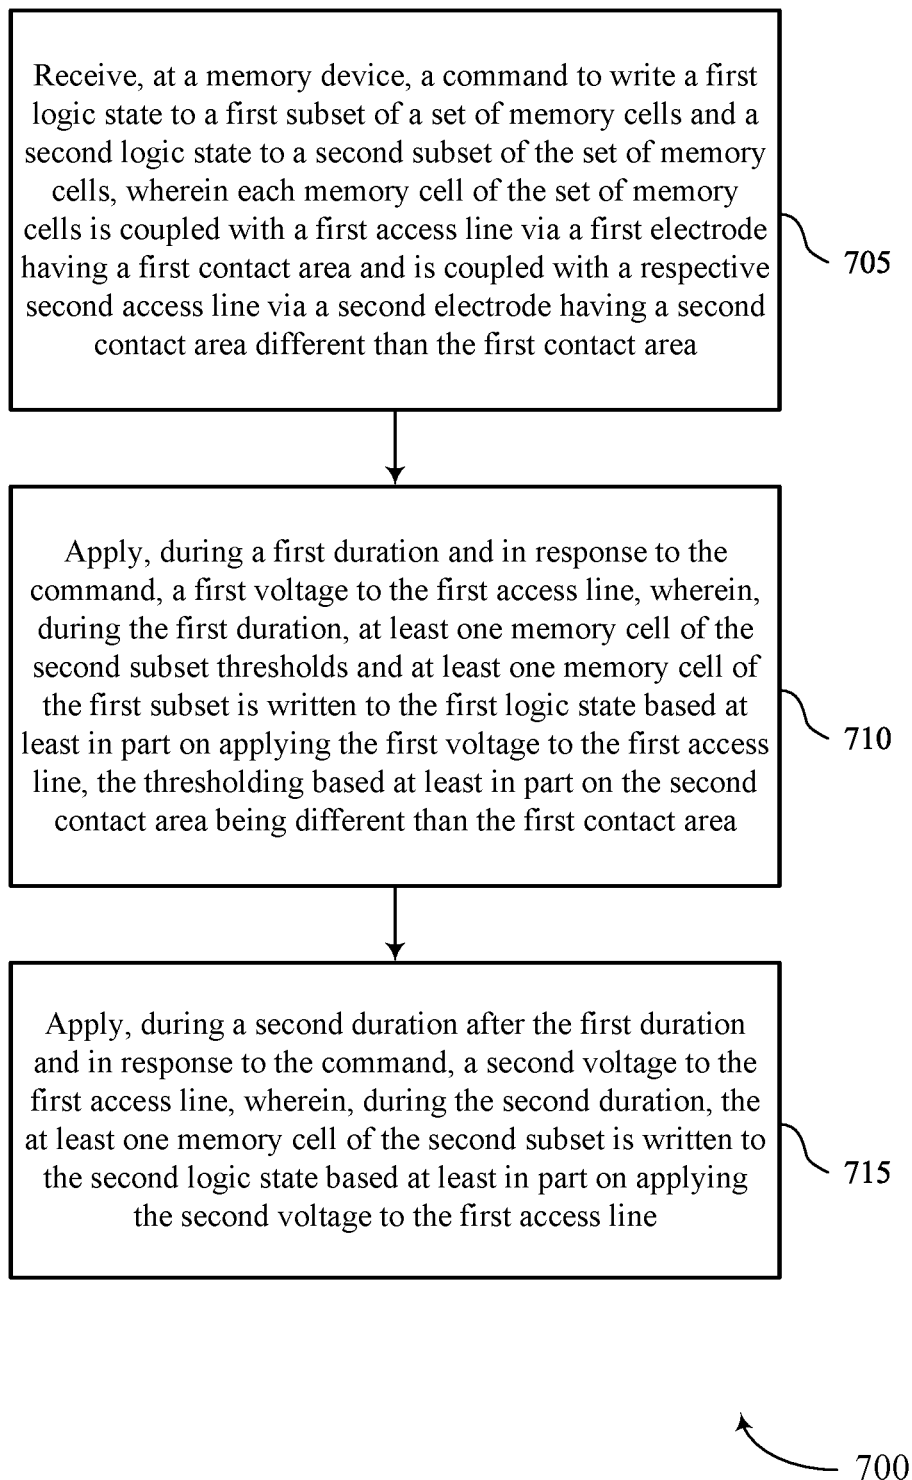 Receive, at a memory device, a command to write a first
logic state to a first subset of a set of memory cells and a
second logic state to a second subset of the set of memory
cells, wherein each memory cell of the set of memory
cells is coupled with a first access line via a first electrode
having a first contact area and is coupled with a respective
second access line via a second electrode having a second
contact area different than the first contact area
705
Apply, during a first duration and in response to the
command, a first voltage to the first access line, wherein,
during the first duration, at least one memory cell of the
second subset thresholds and at least one memory cell of
the first subset is written to the first logic state based at
least in part on applying the first voltage to the first access
line, the thresholding based at least in part on the second
contact area being different than the first contact area
710
Apply, during a second duration after the first duration
and in response to the command, a second voltage to the
first access line, wherein, during the second duration, the
at least one memory cell of the second subset is written to
the second logic state based at least in part on applying
the second voltage to the first access line
715
700